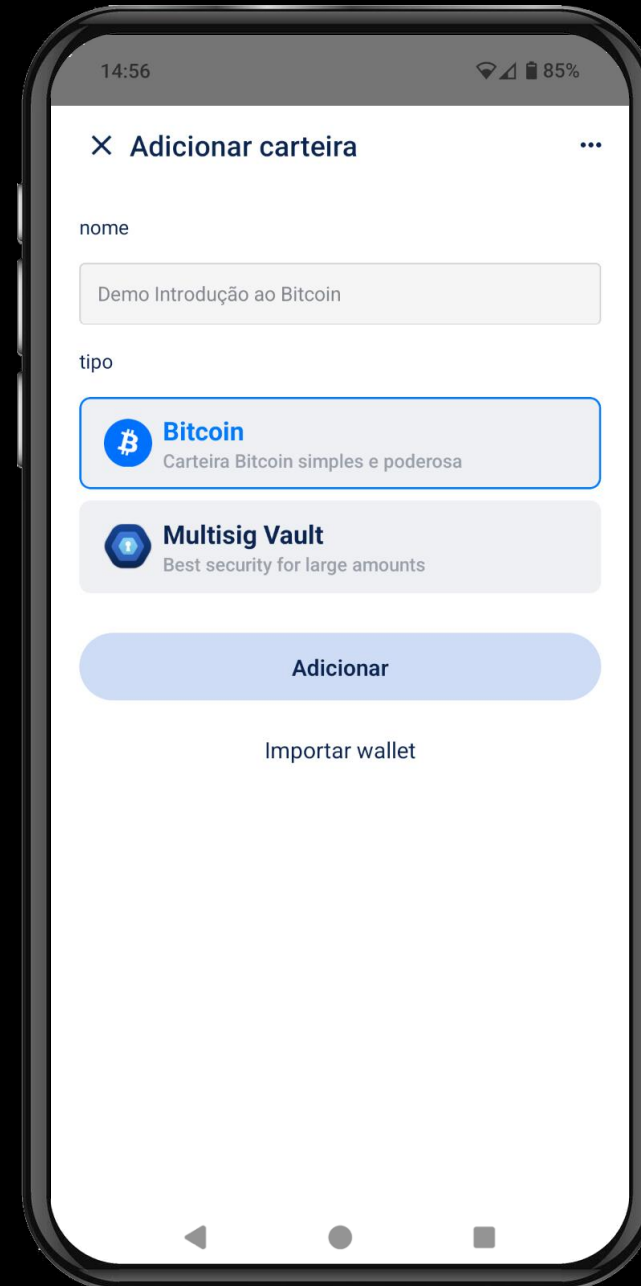 14:56 85%
Adicionar carteira
nome
Demo Introdução ao Bitcoin
tipo
Bitcoin
Carteira Bitcoin simples e poderosa
Multisig Vault
Best security for large amounts
Adicionar
Importar wallet